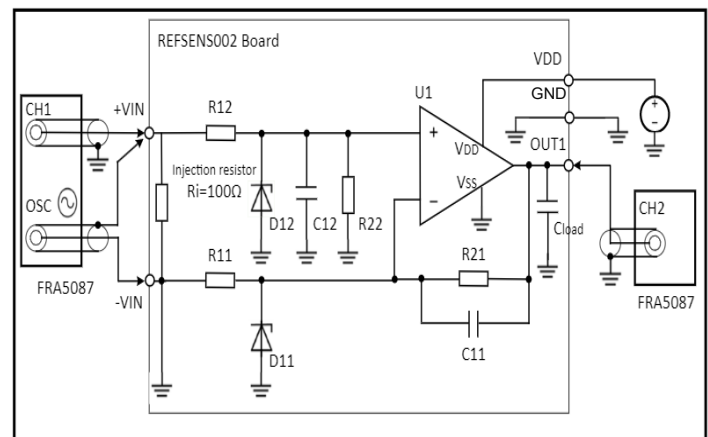 REFSENS002 Board
VDD
GND
CH1
+VIN
R12
U1
+
VDD
OUT1
+
−
Injection resistor
Ri=100Ω
OSC
D12
C12
R22
−
VSS
Cload
CH2
R11
R21
FRA5087
-VIN
FRA5087
D11
C11